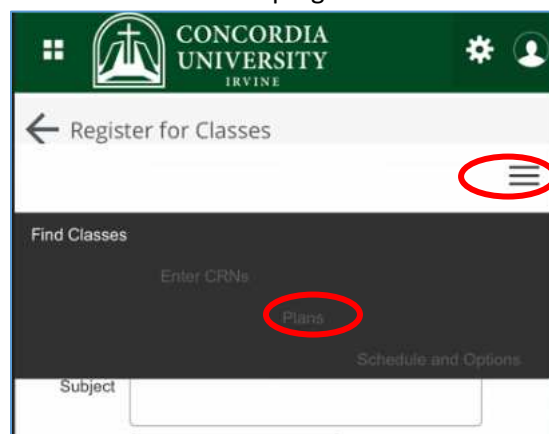 CONCORDIA
UNIVERSITY
IRVINE
Register for Classes
Find Classes
Enter CRNs
Plans
Schedule and Options
Subject